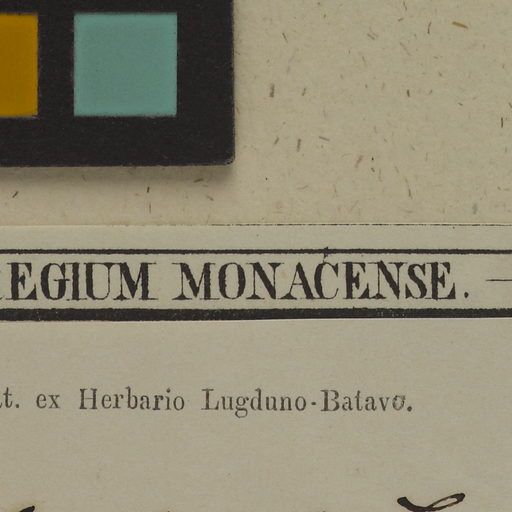 EGIUM MONACENSE. —
t. ex Herbario Lugduno-Batavo.